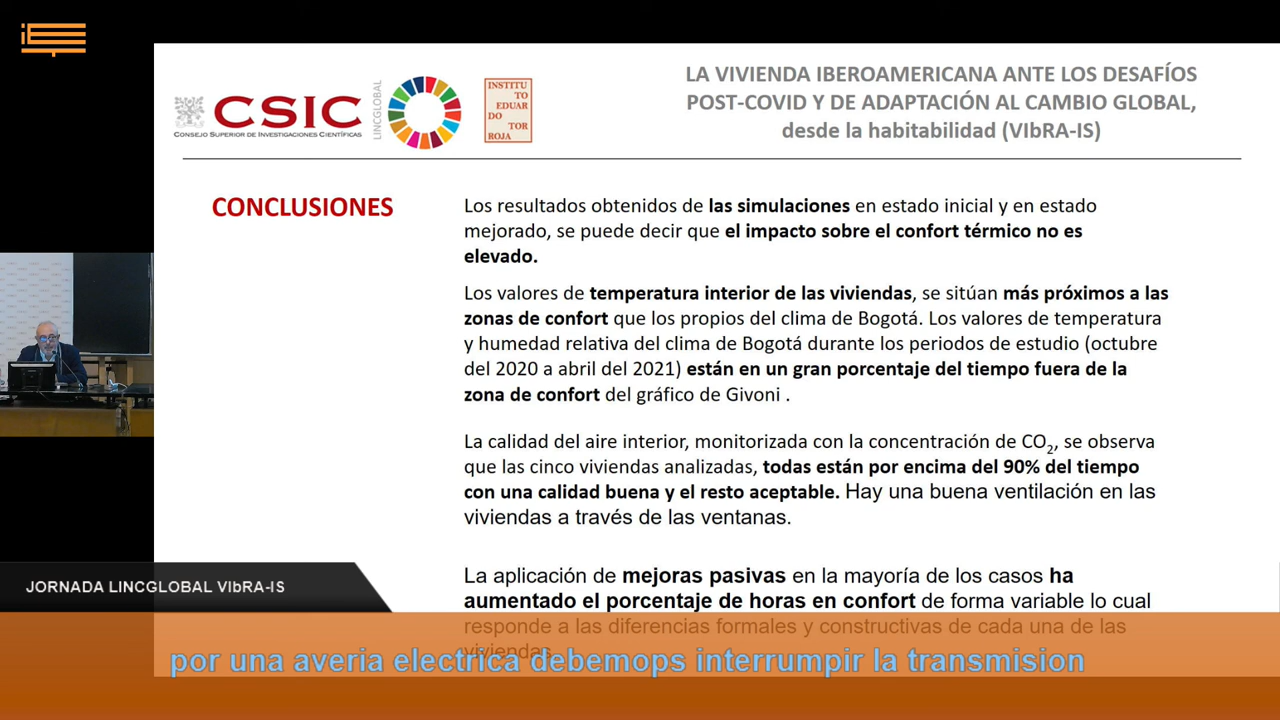 CSIC
CONSEJO SUPERIOR DE INVESTIGACIONES CIENTÍFICAS
LINCGLOBAL
INSTITU
TO
EDUAR
DO TOR
ROJA
LA VIVIENDA IBEROAMERICANA ANTE LOS DESAFÍOS
POST-COVID Y DE ADAPTACIÓN AL CAMBIO GLOBAL,
desde la habitabilidad (VIbRA-IS)
CONCLUSIONES
Los resultados obtenidos de las simulaciones en estado inicial y en estado
mejorado, se puede decir que el impacto sobre el confort térmico no es
elevado.
Los valores de temperatura interior de las viviendas, se sitúan más próximos a las
zonas de confort que los propios del clima de Bogotá. Los valores de temperatura
y humedad relativa del clima de Bogotá durante los periodos de estudio (octubre
del 2020 a abril del 2021) están en un gran porcentaje del tiempo fuera de la
zona de confort del gráfico de Givoni .
La calidad del aire interior, monitorizada con la concentración de CO2, se observa
que las cinco viviendas analizadas, todas están por encima del 90% del tiempo
con una calidad buena y el resto aceptable. Hay una buena ventilación en las
viviendas a través de las ventanas.
La aplicación de mejoras pasivas en la mayoría de los casos ha
aumentado el porcentaje de horas en confort de forma variable lo cual
responde a las diferencias formales y constructivas de cada una de las
viviendas.
JORNADA LINCGLOBAL VIbRA-IS
por una averia electrica debemops interrumpir la transmision